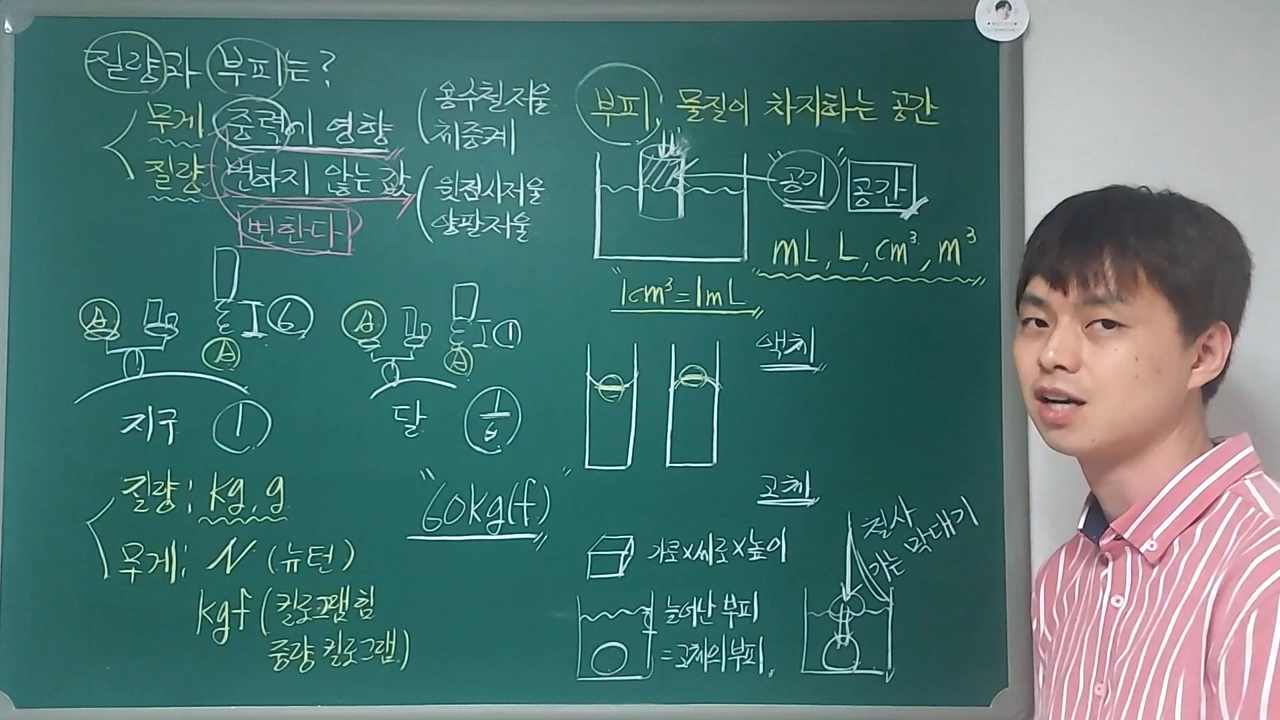 질량과 부피는?
무게 중력의 영향 (용수철저울
체중계
질량 변하지 않는 값 (윗접시저울
양팔저울
변한다
A 6 A
A 1 A
지구 1
달 1/6
질량: kg, g
무게: N (뉴턴)
kgf (킬로그램힘
중량 킬로그램)
"60kg(f)"
부피, 물질이 차지하는 공간
"공기" 공간
mL, L, cm³, m³
"1cm³=1mL"
액체
고체
가로x세로x높이
늘어난 부피
=고체의 부피,
철사
가는 막대기